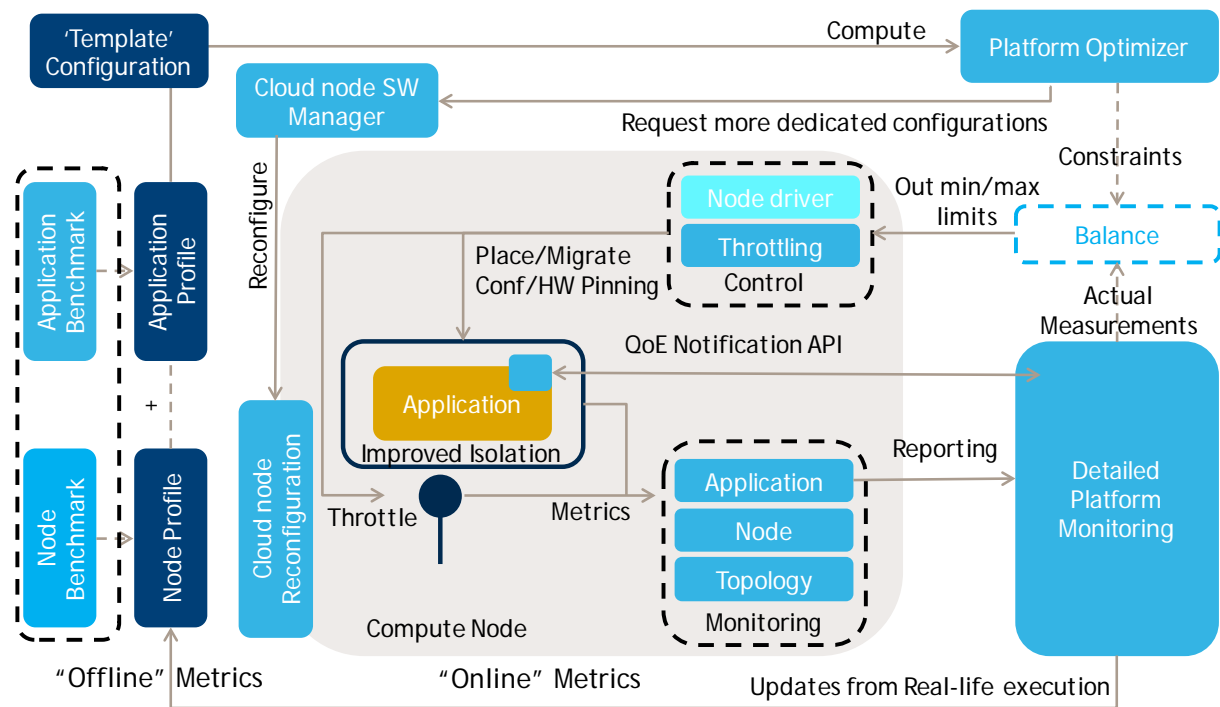 ‘Template’
Configuration
Compute
Platform Optimizer
Cloud node SW
Manager
Request more dedicated configurations
Reconfigure
Constraints
Application
Benchmark
Application
Profile
Node driver
Throttling
Control
Out min/max
limits
Balance
Place/Migrate
Conf/HW Pinning
Actual
Measurements
QoE Notification API
Application
Improved Isolation
+
Node
Benchmark
Node Profile
Cloud node
Reconfiguration
Throttle
Metrics
Application
Node
Topology
Monitoring
Reporting
Detailed
Platform
Monitoring
Compute Node
“Offline” Metrics
“Online” Metrics
Updates from Real-life execution